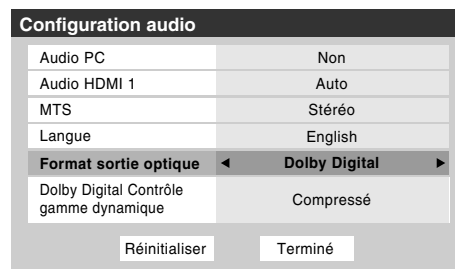 Configuration audio
Audio PC Non
Audio HDMI 1 Auto
MTS Stéréo
Langue English
Format sortie optique ◄ Dolby Digital ►
Dolby Digital Contrôle
gamme dynamique Compressé
Réinitialiser Terminé